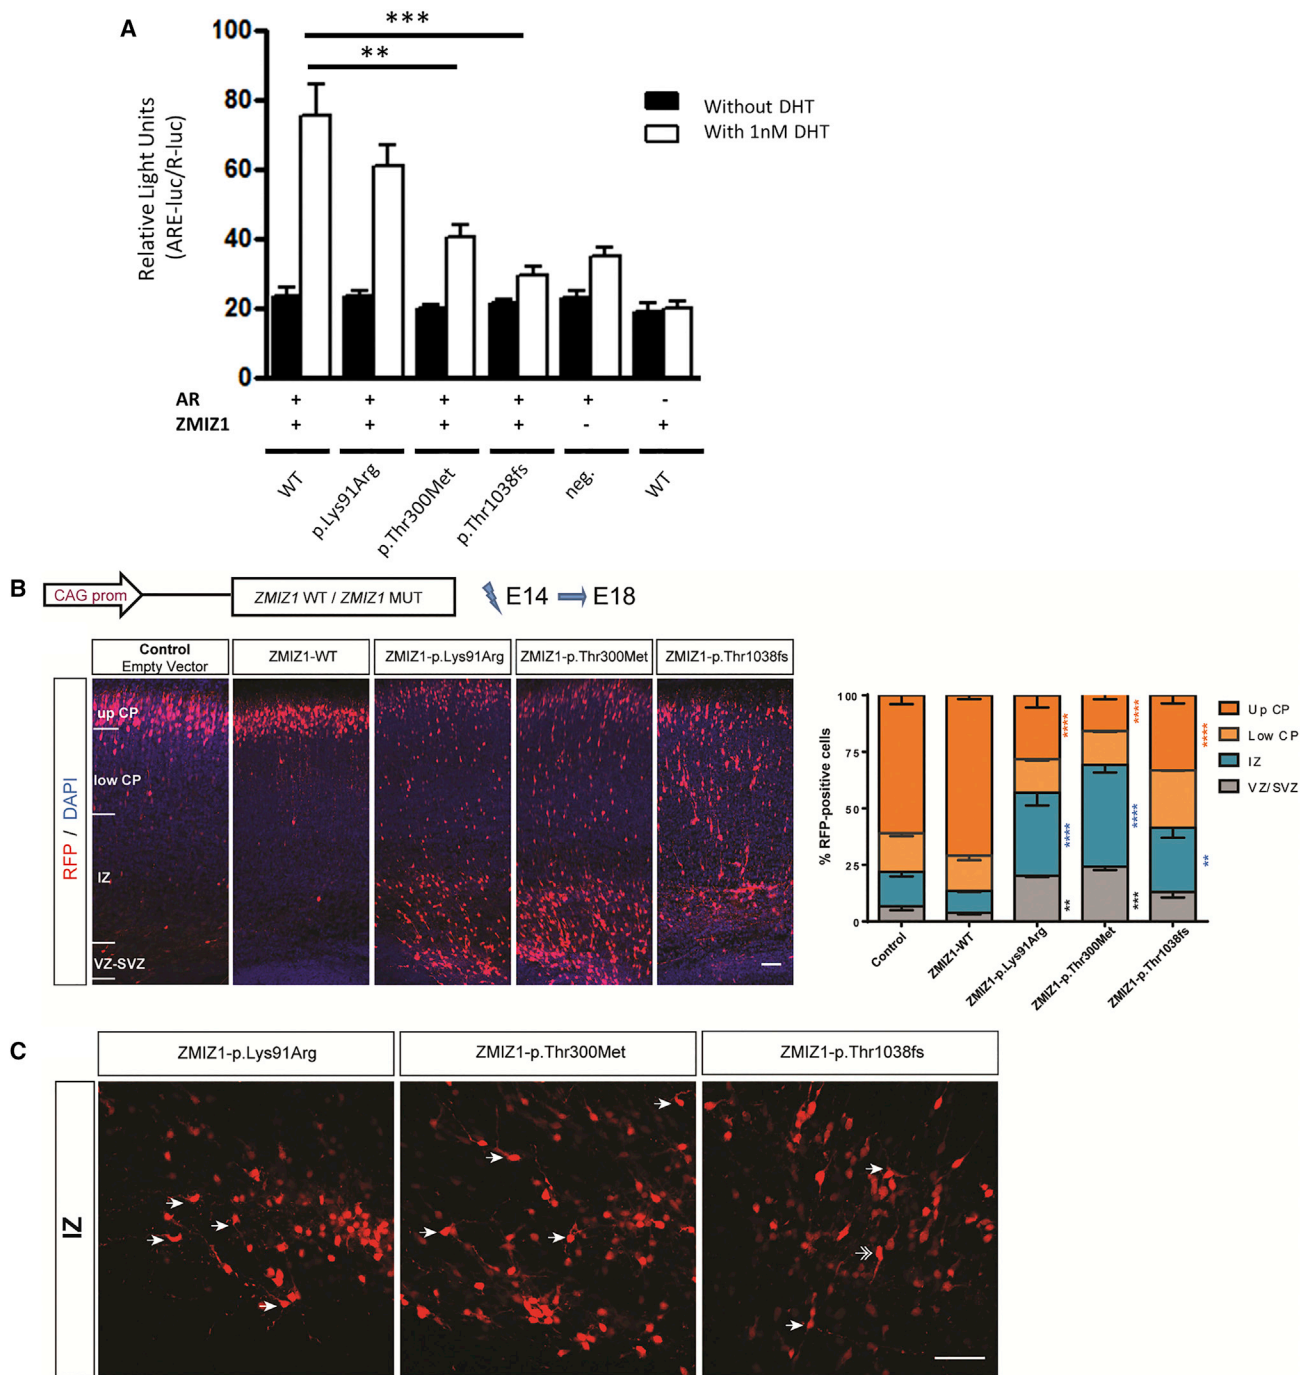 A
***
**
100
80
60
40
20
0
Relative Light Units
(ARE-luc/R-luc)
Without DHT
With 1nM DHT
AR + + + + + -
ZMIZ1 + + + + - +
WT
p.Lys91Arg
p.Thr300Met
p.Thr1038fs
neg.
WT
B
CAG prom
ZMIZ1 WT / ZMIZ1 MUT
E14
E18
Control
Empty Vector
ZMIZ1-WT
ZMIZ1-p.Lys91Arg
ZMIZ1-p.Thr300Met
ZMIZ1-p.Thr1038fs
RFP / DAPI
up CP
low CP
IZ
VZ-SVZ
% RFP-positive cells
100
75
50
25
0
****
****
**
****
****
***
****
**
Up CP
Low CP
IZ
VZ/SVZ
Control
ZMIZ1-WT
ZMIZ1-p.Lys91Arg
ZMIZ1-p.Thr300Met
ZMIZ1-p.Thr1038fs
C
ZMIZ1-p.Lys91Arg
ZMIZ1-p.Thr300Met
ZMIZ1-p.Thr1038fs
IZ